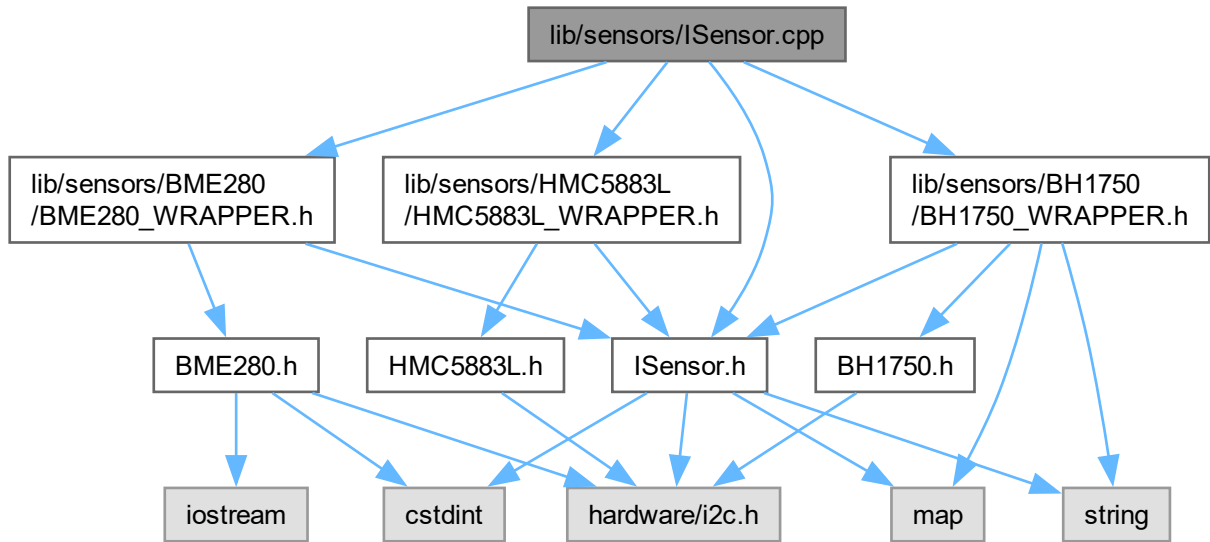 lib/sensors/ISensor.cpp
lib/sensors/BME280
/BME280_WRAPPER.h
lib/sensors/HMC5883L
/HMC5883L_WRAPPER.h
lib/sensors/BH1750
/BH1750_WRAPPER.h
BME280.h
HMC5883L.h
ISensor.h
BH1750.h
iostream
cstdint
hardware/i2c.h
map
string